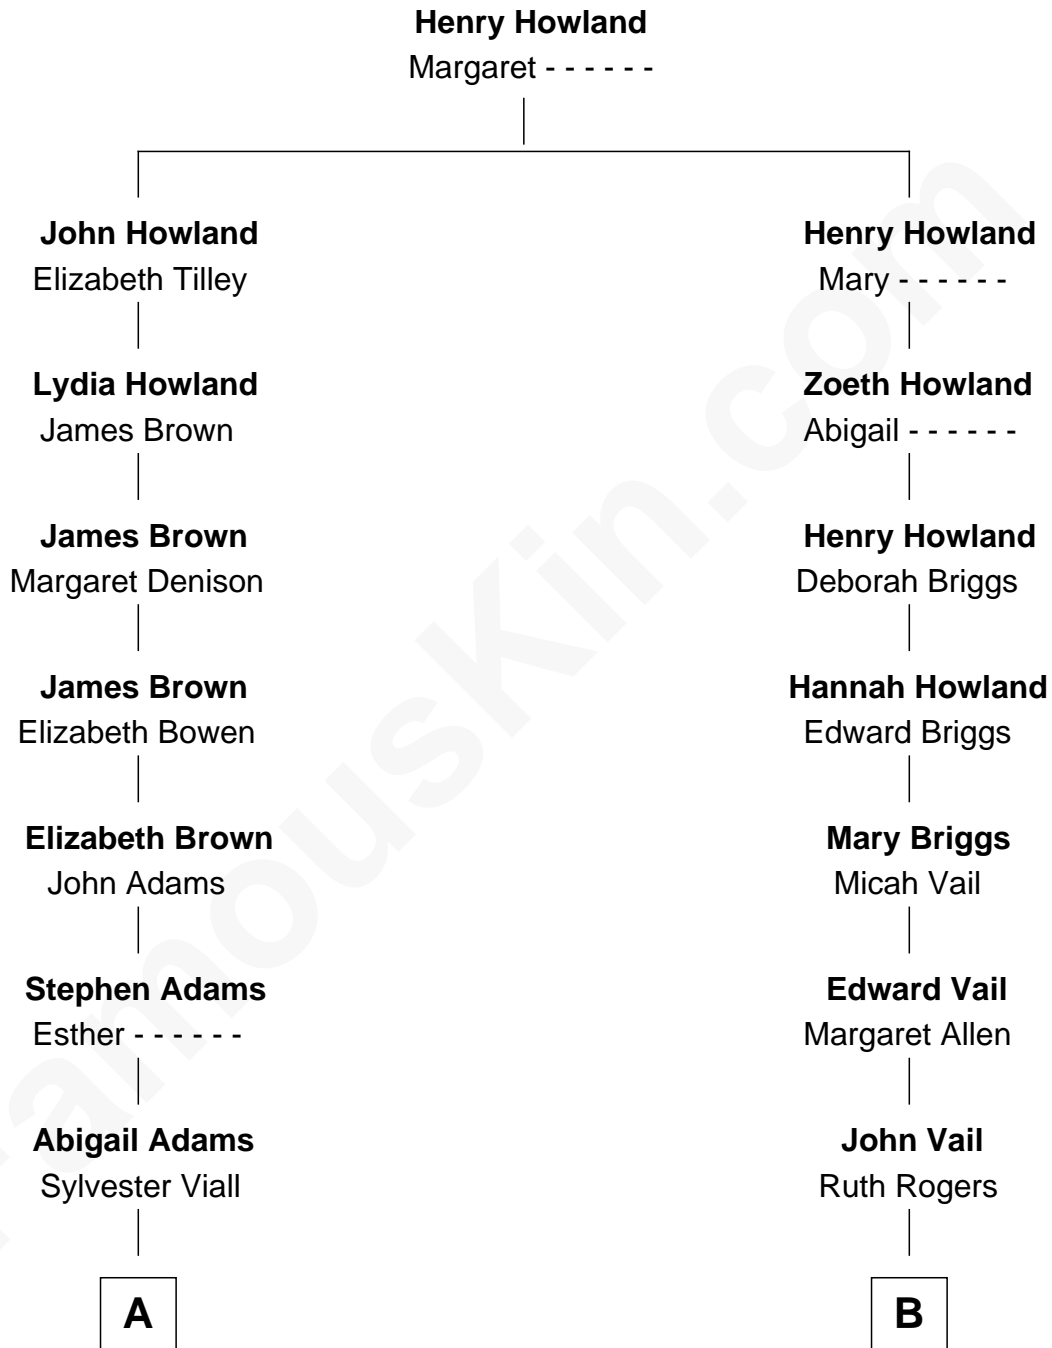 Henry Howland
Margaret - - - - - -
John Howland
Elizabeth Tilley
Henry Howland
Mary - - - - - -
Lydia Howland
James Brown
Zoeth Howland
Abigail - - - - - -
James Brown
Margaret Denison
Henry Howland
Deborah Briggs
James Brown
Elizabeth Bowen
Hannah Howland
Edward Briggs
Elizabeth Brown
John Adams
Mary Briggs
Micah Vail
Stephen Adams
Esther - - - - - -
Edward Vail
Margaret Allen
Abigail Adams
Sylvester Viall
John Vail
Ruth Rogers
A
B
FamousKin.com